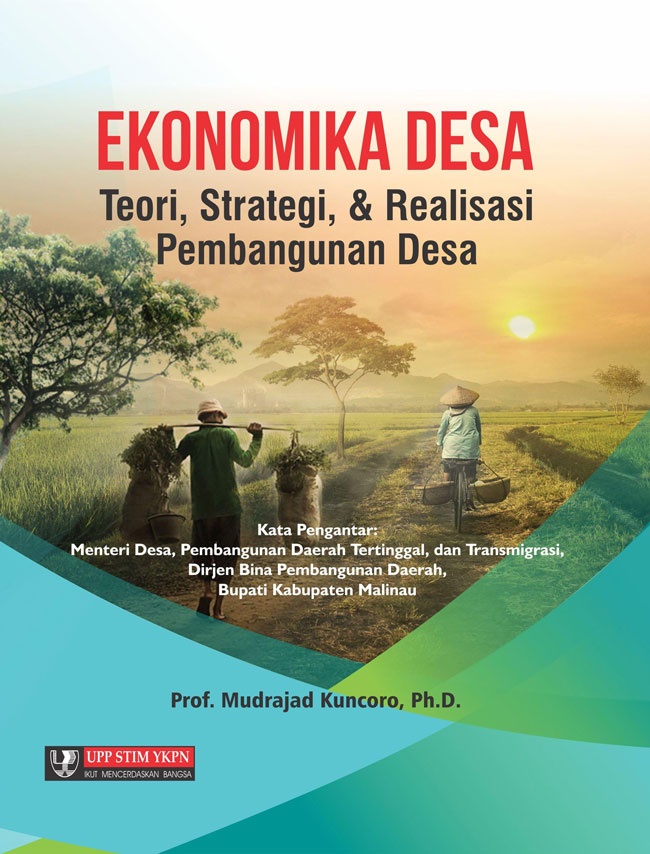 EKONOMIKA DESA
Teori, Strategi, & Realisasi
Pembangunan Desa
Kata Pengantar:
Menteri Desa, Pembangunan Daerah Tertinggal, dan Transmigrasi,
Dirjen Bina Pembangunan Daerah,
Bupati Kabupaten Malinau
Prof. Mudrajad Kuncoro, Ph.D.
UPP STIM YKPN
IKUT MENCERDASKAN BANGSA